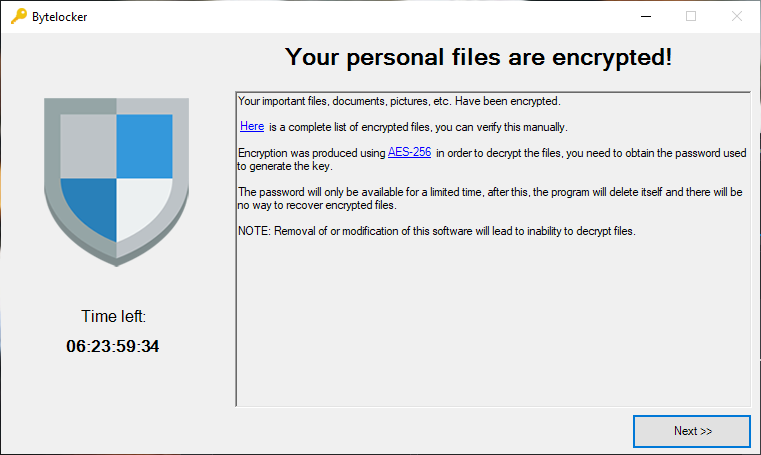 Bytelocker
Your personal files are encrypted!
Your important files, documents, pictures, etc. Have been encrypted.
Here is a complete list of encrypted files, you can verify this manually.
Encryption was produced using AES-256 in order to decrypt the files, you need to obtain the password used
to generate the key.
The password will only be available for a limited time, after this, the program will delete itself and there will be
no way to recover encrypted files.
NOTE: Removal of or modification of this software will lead to inability to decrypt files.
Time left:
06:23:59:34
Next >>